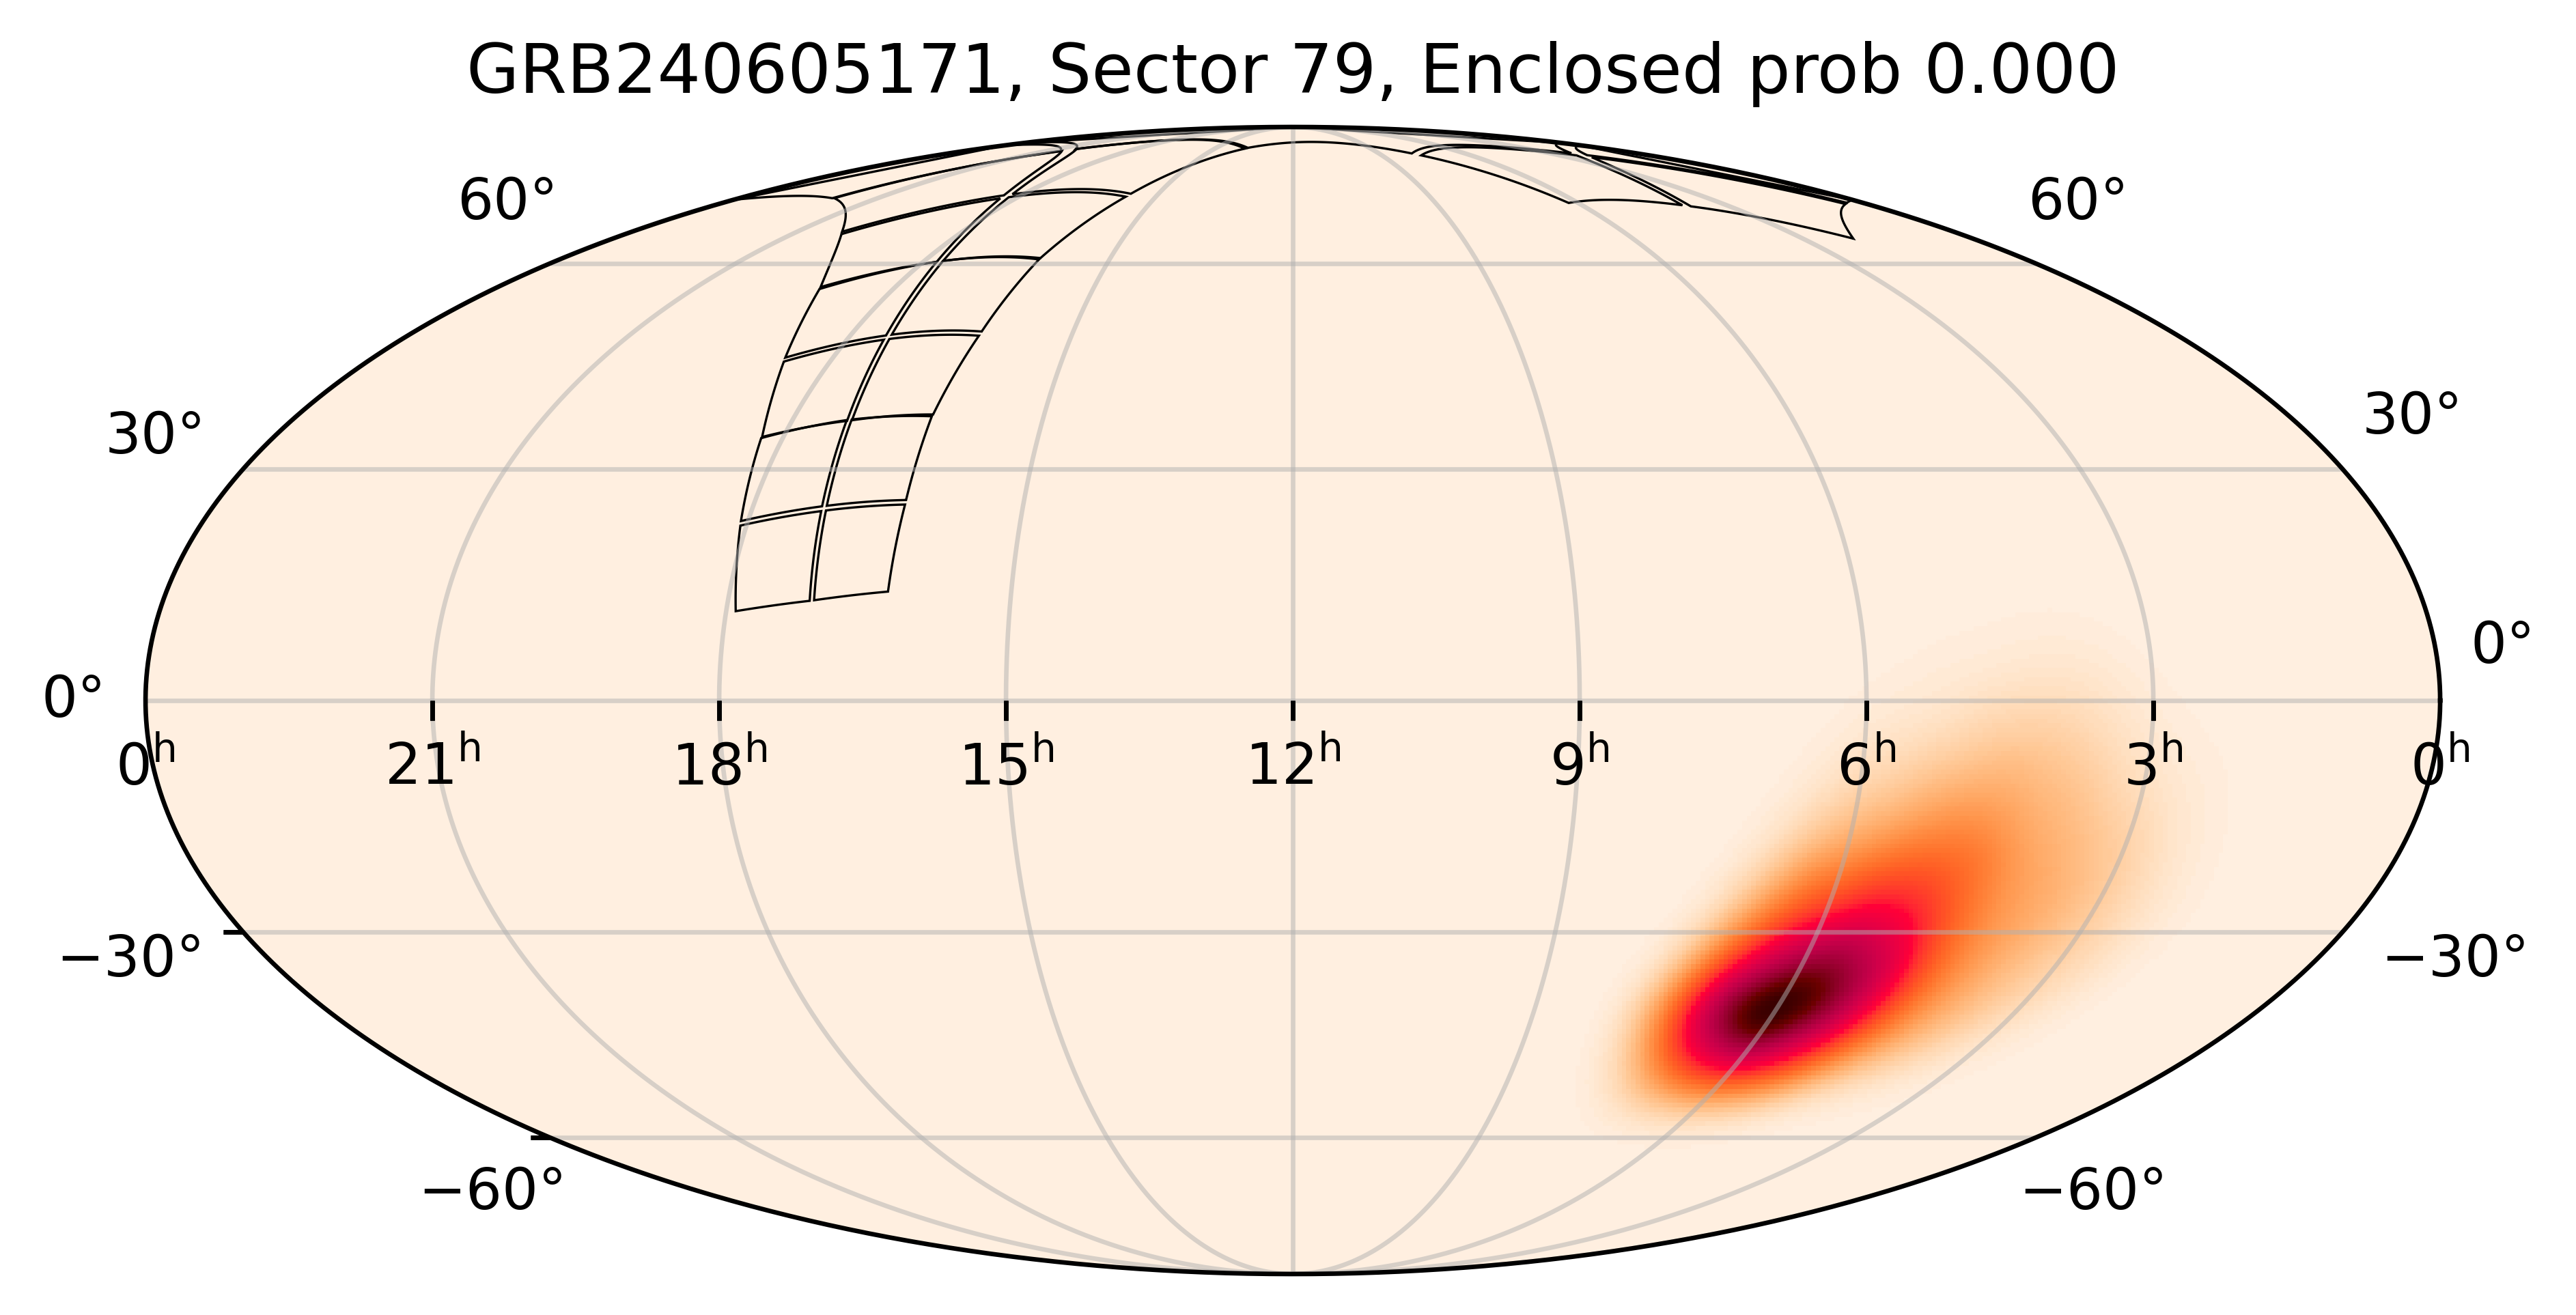 GRB240605171, Sector 79, Enclosed prob 0.000
60° 60°
30° 30°
0° 0°
0ʰ 21ʰ 18ʰ 15ʰ 12ʰ 9ʰ 6ʰ 3ʰ 0ʰ
−30° −30°
−60° −60°